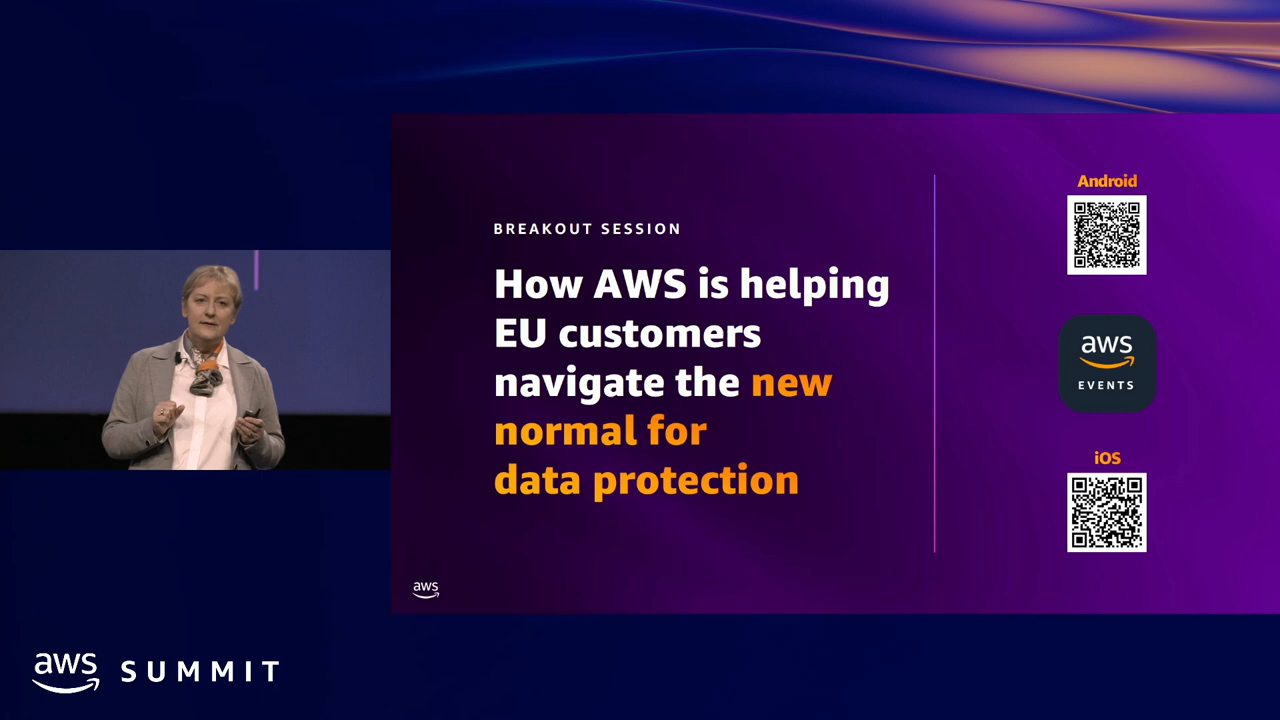 BREAKOUT SESSION
How AWS is helping
EU customers
navigate the new
normal for
data protection
aws
Android
aws
EVENTS
iOS
aws SUMMIT